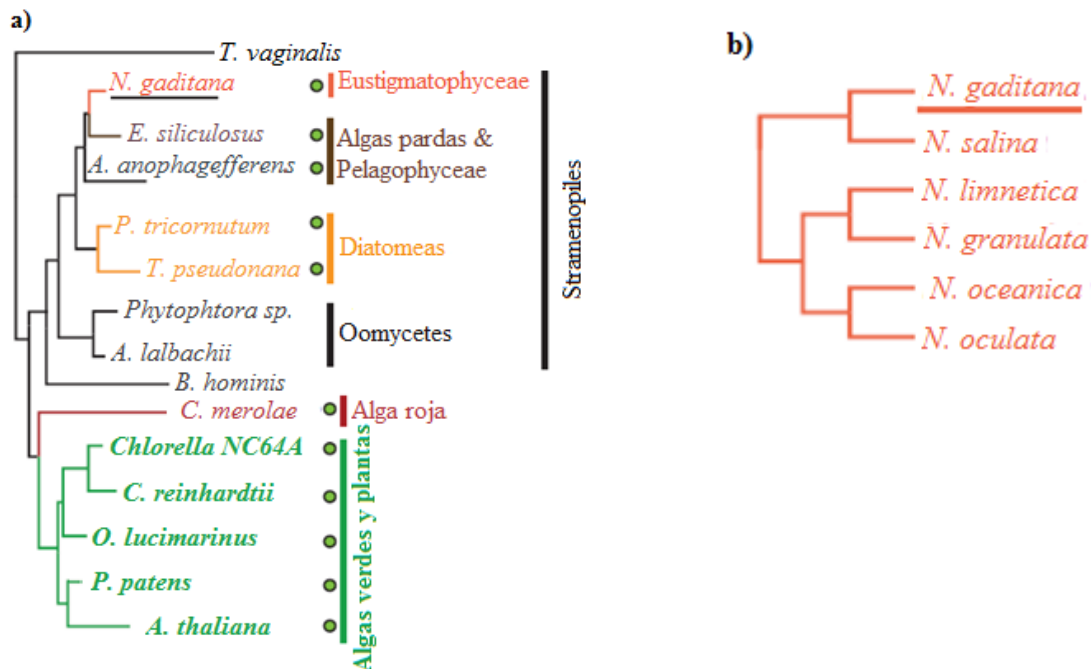 a)
T. vaginalis
N. gaditana
Eustigmatophyceae
E. siliculosus
Algas pardas &
A. anophagefferens
Pelagophyceae
P. tricornutum
Diatomeas
T. pseudonana
Phytophtora sp.
Oomycetes
A. lalbachii
B. hominis
Stramenopiles
C. merolae
Alga roja
Chlorella NC64A
C. reinhardtii
O. lucimarinus
P. patens
A. thaliana
Algas verdes y plantas
b)
N. gaditana
N. salina
N. limnetica
N. granulata
N. oceanica
N. oculata